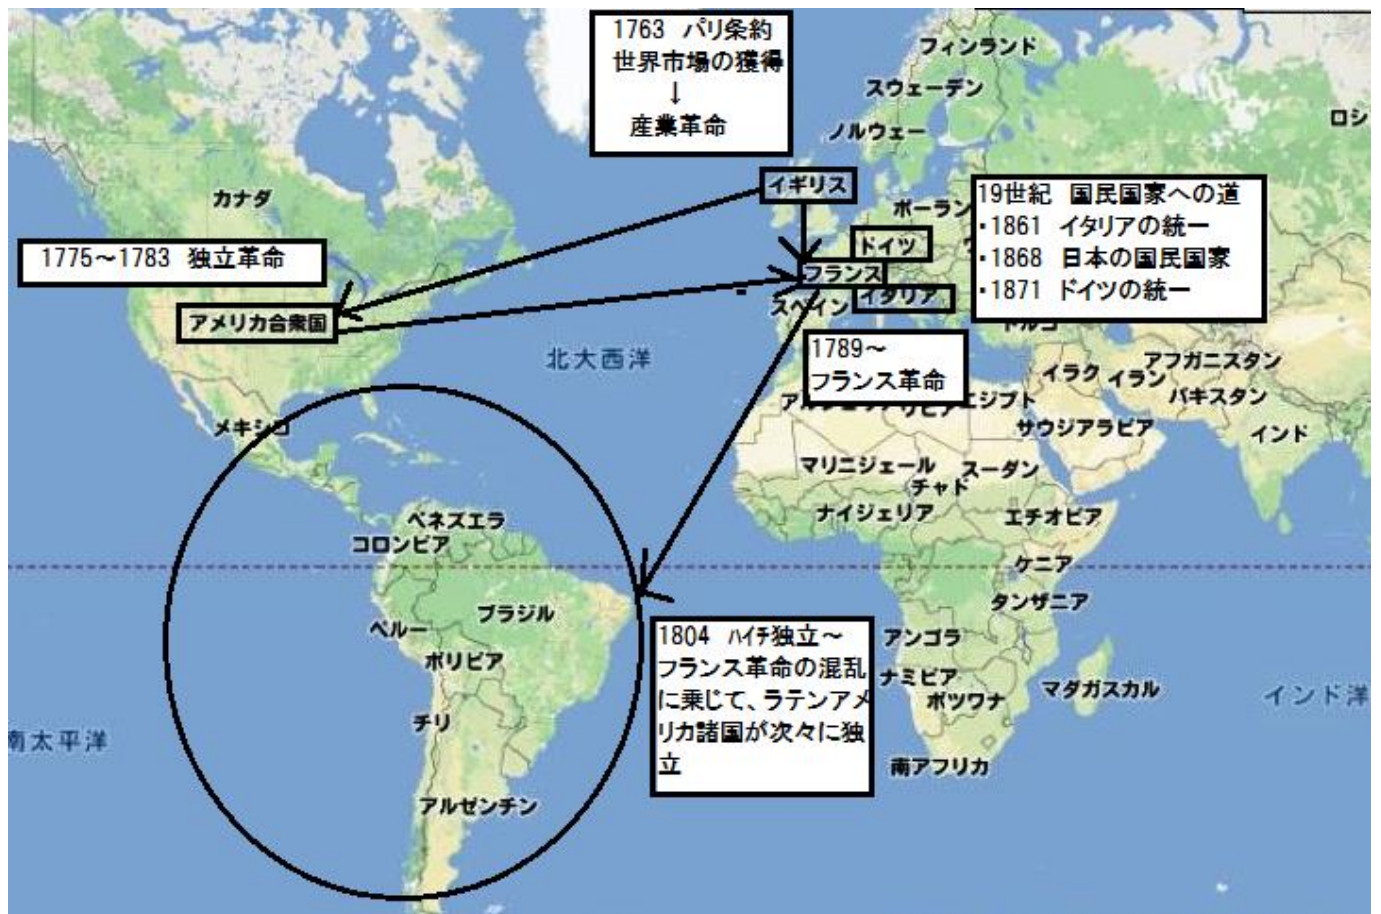 1763 パリ条約
世界市場の獲得
↓
産業革命
フィンランド
スウェーデン
ノルウェー
ロシ
イギリス
カナダ
ポーラン
19世紀 国民国家への道
・1861 イタリアの統一
・1868 日本の国民国家
・1871 ドイツの統一
1775～1783 独立革命
ドイツ
フランス
イタリア
スペイン
アメリカ合衆国
北大西洋
1789～
フランス革命
イラク
イラン
アフガニスタン
パキスタン
エジプト
サウジアラビア
インド
メキシコ
マリ
ニジェール
スーダン
チャド
ナイジェリア
エチオピア
ベネズエラ
コロンビア
ケニア
タンザニア
ブラジル
ペルー
ボリビア
1804 ハイチ独立～
フランス革命の混乱
に乗じて、ラテンアメ
リカ諸国が次々に独
立
アンゴラ
ナミビア
ボツワナ
マダガスカル
インド洋
チリ
南太平洋
南アフリカ
アルゼンチン